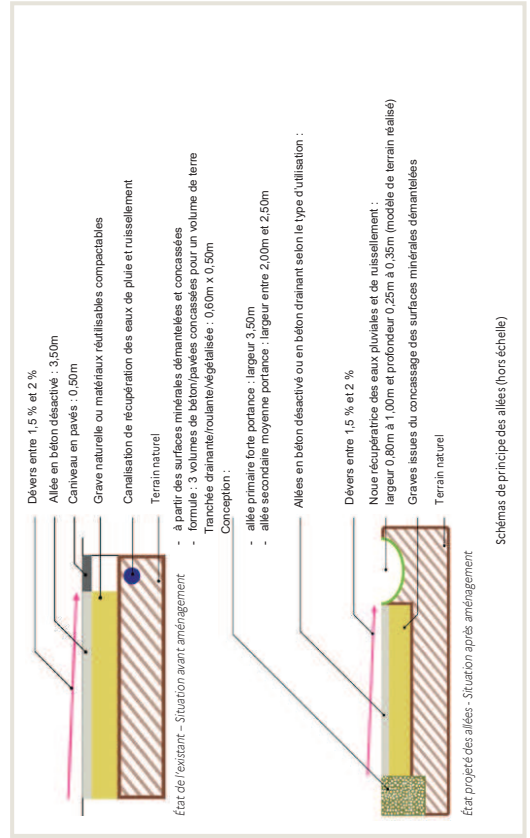 Dévers entre 1,5 % et 2 %
Allée en béton désactivé : 3,50m
Caniveau en pavés : 0,50m
Grave naturelle ou matériaux réutilisables compactables
Canalisation de récupération des eaux de pluie et ruissellement
Terrain naturel
État de l'existant – Situation avant aménagement
- à partir des surfaces minérales démantelées et concassées
- formule : 3 volumes de béton/pavées concassées pour un volume de terre
Tranchée drainante/roulante/végétalisée : 0,60m x 0,50m
Conception :
- allée primaire forte portance : largeur 3,50m
- allée secondaire moyenne portance : largeur entre 2,00m et 2,50m
Allées en béton désactivé ou en béton drainant selon le type d'utilisation :
Dévers entre 1,5 % et 2 %
Noue récupératrice des eaux pluviales et de ruissellement :
largeur 0,80m à 1,00m et profondeur 0,25m à 0,35m (modèle de terrain réalisé)
Graves issues du concassage des surfaces minérales démantelées
Terrain naturel
État projeté des allées - Situation après aménagement
Schémas de principe des allées (hors échelle)